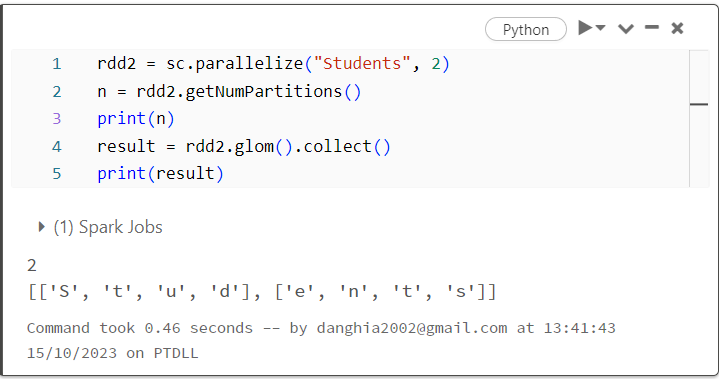 Python
1 rdd2 = sc.parallelize("Students", 2)
2 n = rdd2.getNumPartitions()
3 print(n)
4 result = rdd2.glom().collect()
5 print(result)
(1) Spark Jobs
2
[['S', 't', 'u', 'd'], ['e', 'n', 't', 's']]
Command took 0.46 seconds -- by danghia2002@gmail.com at 13:41:43
15/10/2023 on PTDLL